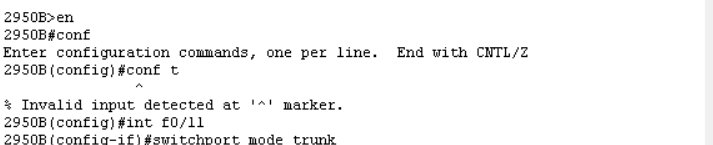 2950B>en
2950B#conf
Enter configuration commands, one per line.  End with CNTL/Z
2950B(config)#conf t
                ^
% Invalid input detected at '^' marker.
2950B(config)#int f0/11
2950B(config-if)#switchport mode trunk